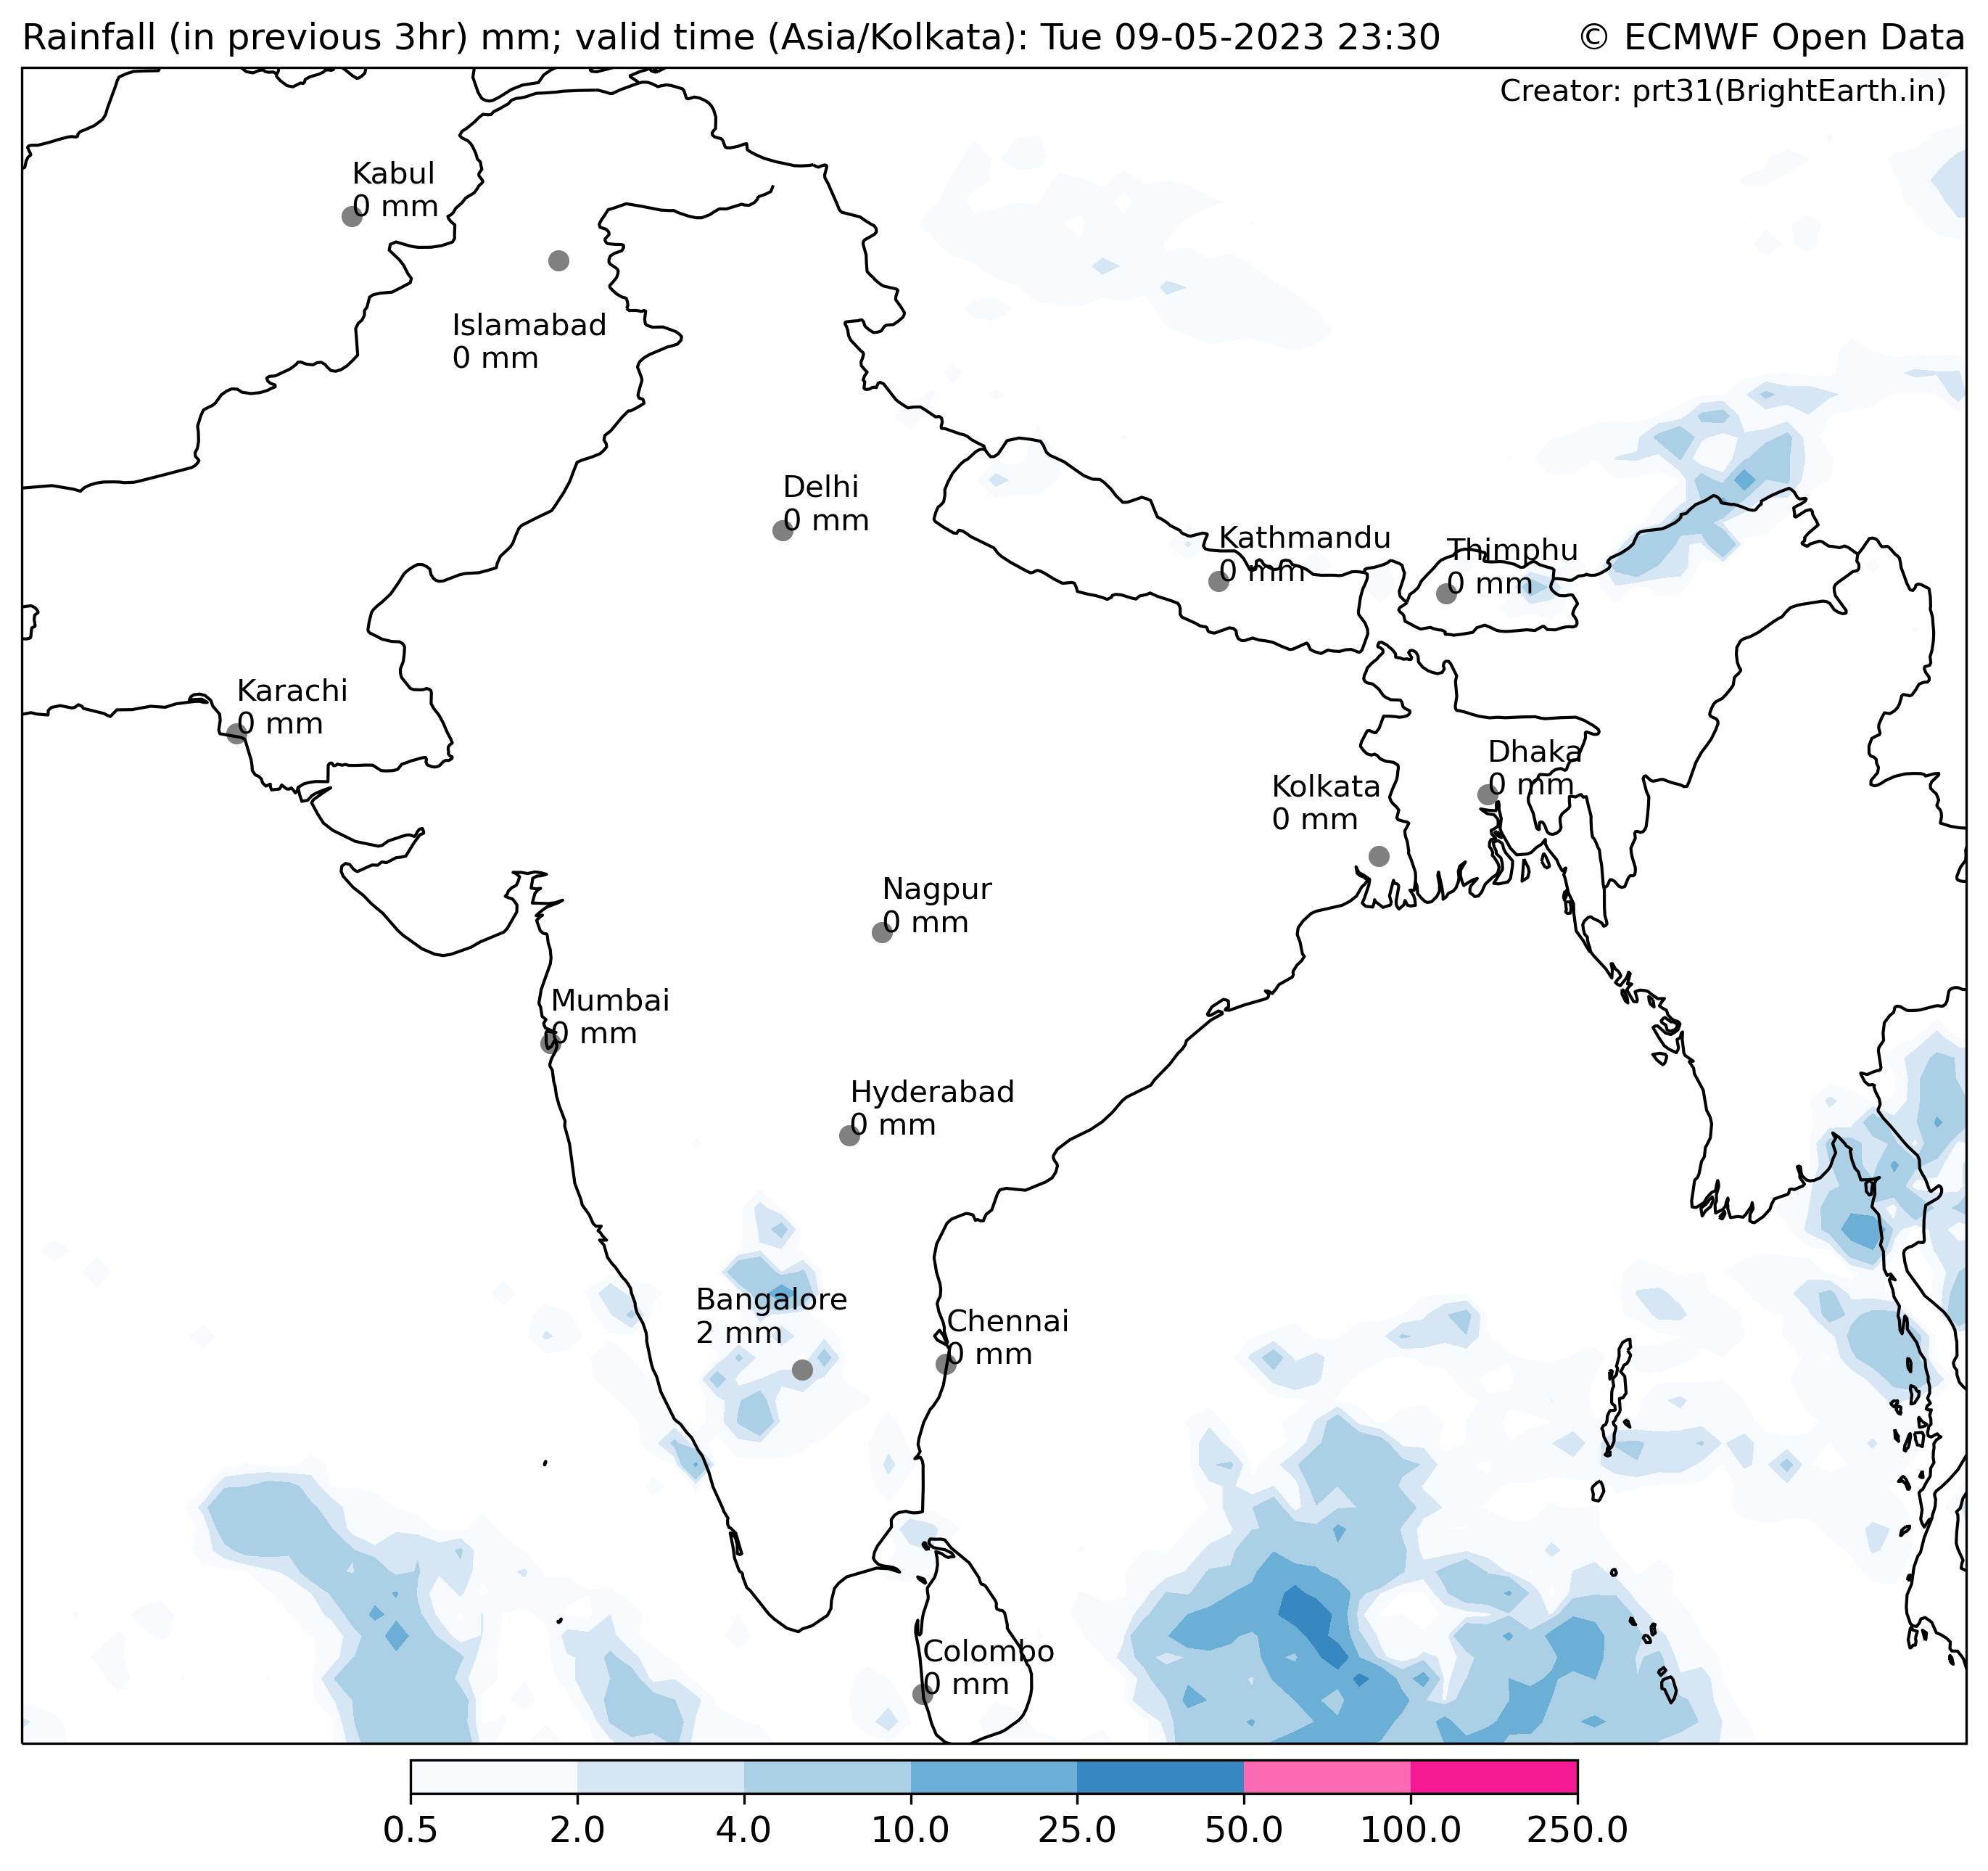 Rainfall (in previous 3hr) mm; valid time (Asia/Kolkata): Tue 09-05-2023 23:30
© ECMWF Open Data
Creator: prt31(BrightEarth.in)
Kabul
0 mm
Islamabad
0 mm
Delhi
0 mm
Kathmandu
0 mm
Thimphu
0 mm
Karachi
0 mm
Dhaka
0 mm
Kolkata
0 mm
Nagpur
0 mm
Mumbai
0 mm
Hyderabad
0 mm
Bangalore
2 mm
Chennai
0 mm
Colombo
0 mm
0.5 2.0 4.0 10.0 25.0 50.0 100.0 250.0